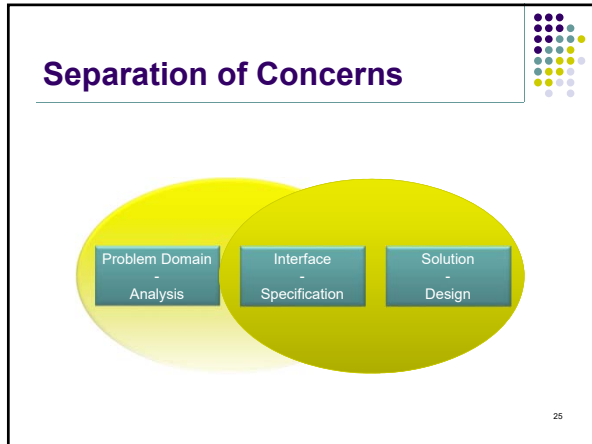 Separation of Concerns
Problem Domain
-
Analysis
Interface
-
Specification
Solution
-
Design
25